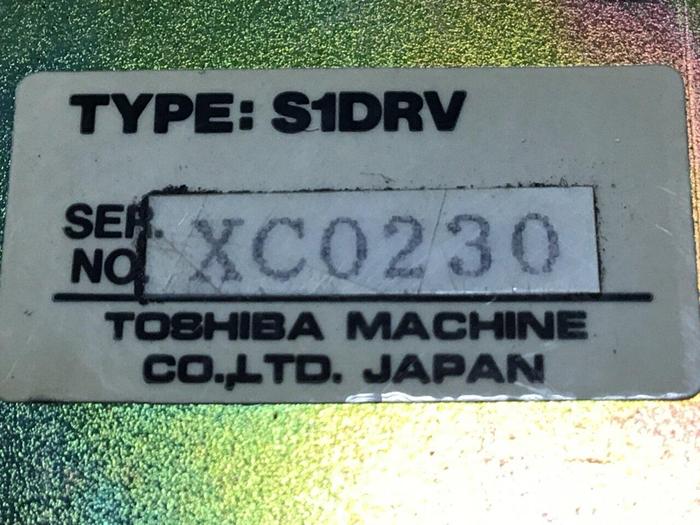 TYPE: S1DRV
SER. NO. XC0230
TOSHIBA MACHINE
CO.,LTD. JAPAN